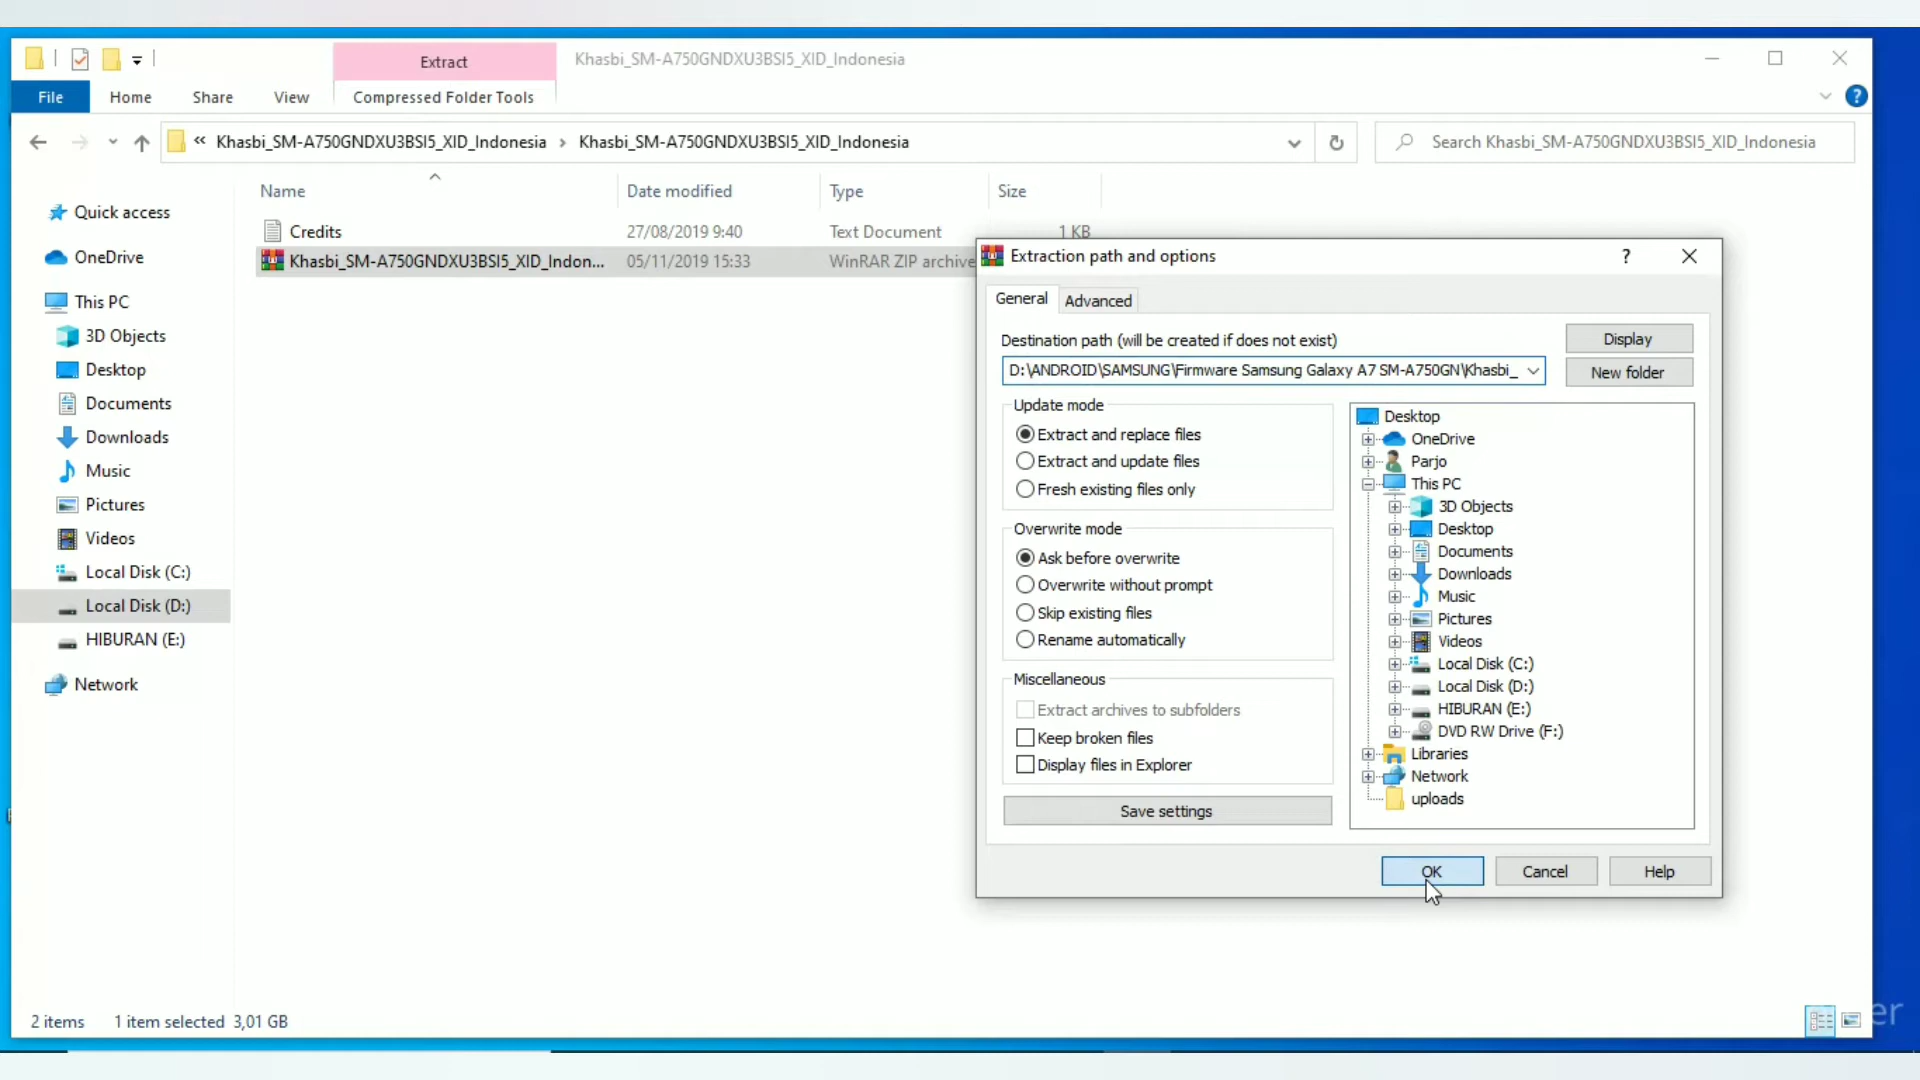 Extract
Khasbi_SM-A750GNDXU3BSI5_XID_Indonesia
File
Home
Share
View
Compressed Folder Tools
« Khasbi_SM-A750GNDXU3BSI5_XID_Indonesia › Khasbi_SM-A750GNDXU3BSI5_XID_Indonesia
Search Khasbi_SM-A750GNDXU3BSI5_XID_Indonesia
Name
Date modified
Type
Size
Credits
27/08/2019 9:40
Text Document
1 KB
Khasbi_SM-A750GNDXU3BSI5_XID_Indon...
05/11/2019 15:33
WinRAR ZIP archive
Quick access
OneDrive
This PC
3D Objects
Desktop
Documents
Downloads
Music
Pictures
Videos
Local Disk (C:)
Local Disk (D:)
HIBURAN (E:)
Network
Extraction path and options
?
General
Advanced
Destination path (will be created if does not exist)
Display
D:\ANDROID\SAMSUNG\Firmware Samsung Galaxy A7 SM-A750GN\Khasbi_
New folder
Update mode
Extract and replace files
Extract and update files
Fresh existing files only
Overwrite mode
Ask before overwrite
Overwrite without prompt
Skip existing files
Rename automatically
Miscellaneous
Extract archives to subfolders
Keep broken files
Display files in Explorer
Save settings
Desktop
OneDrive
Parjo
This PC
3D Objects
Desktop
Documents
Downloads
Music
Pictures
Videos
Local Disk (C:)
Local Disk (D:)
HIBURAN (E:)
DVD RW Drive (F:)
Libraries
Network
uploads
OK
Cancel
Help
2 items
1 item selected 3,01 GB